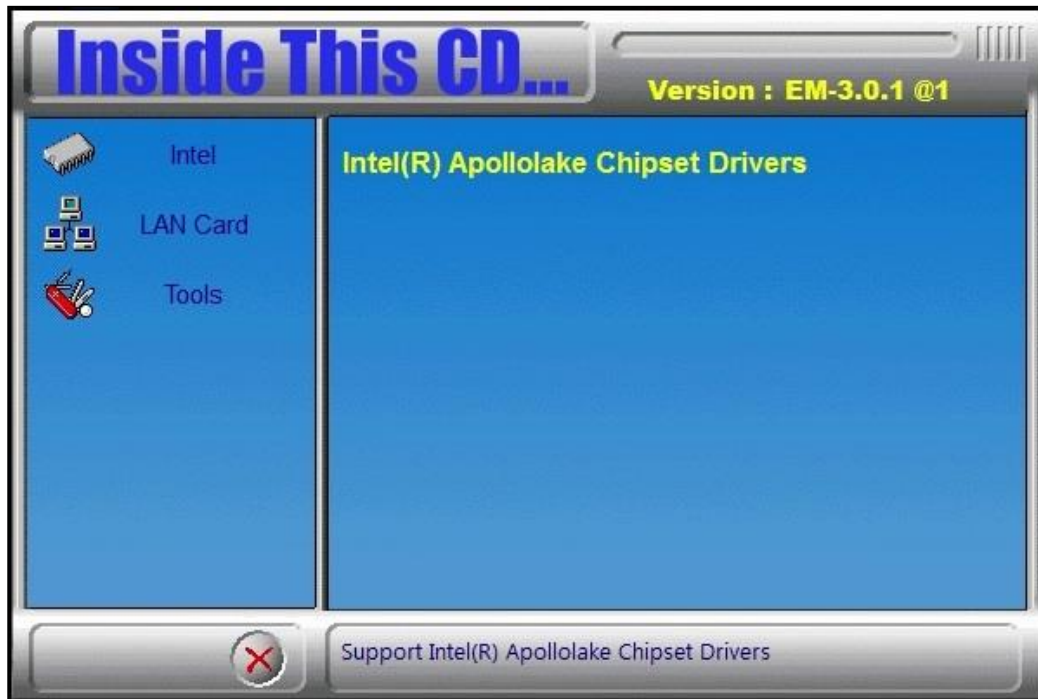 Inside This CD...
Version : EM-3.0.1 @1
Intel
LAN Card
Tools
Intel(R) Apollolake Chipset Drivers
Support Intel(R) Apollolake Chipset Drivers